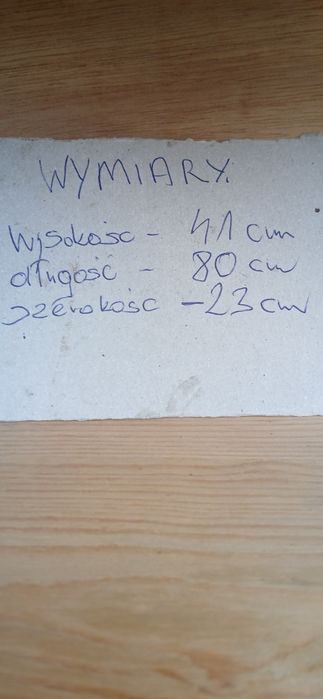 WYMIARY.
Wysokość - 41 cm
długość - 80 cm
szerokość - 23 cm